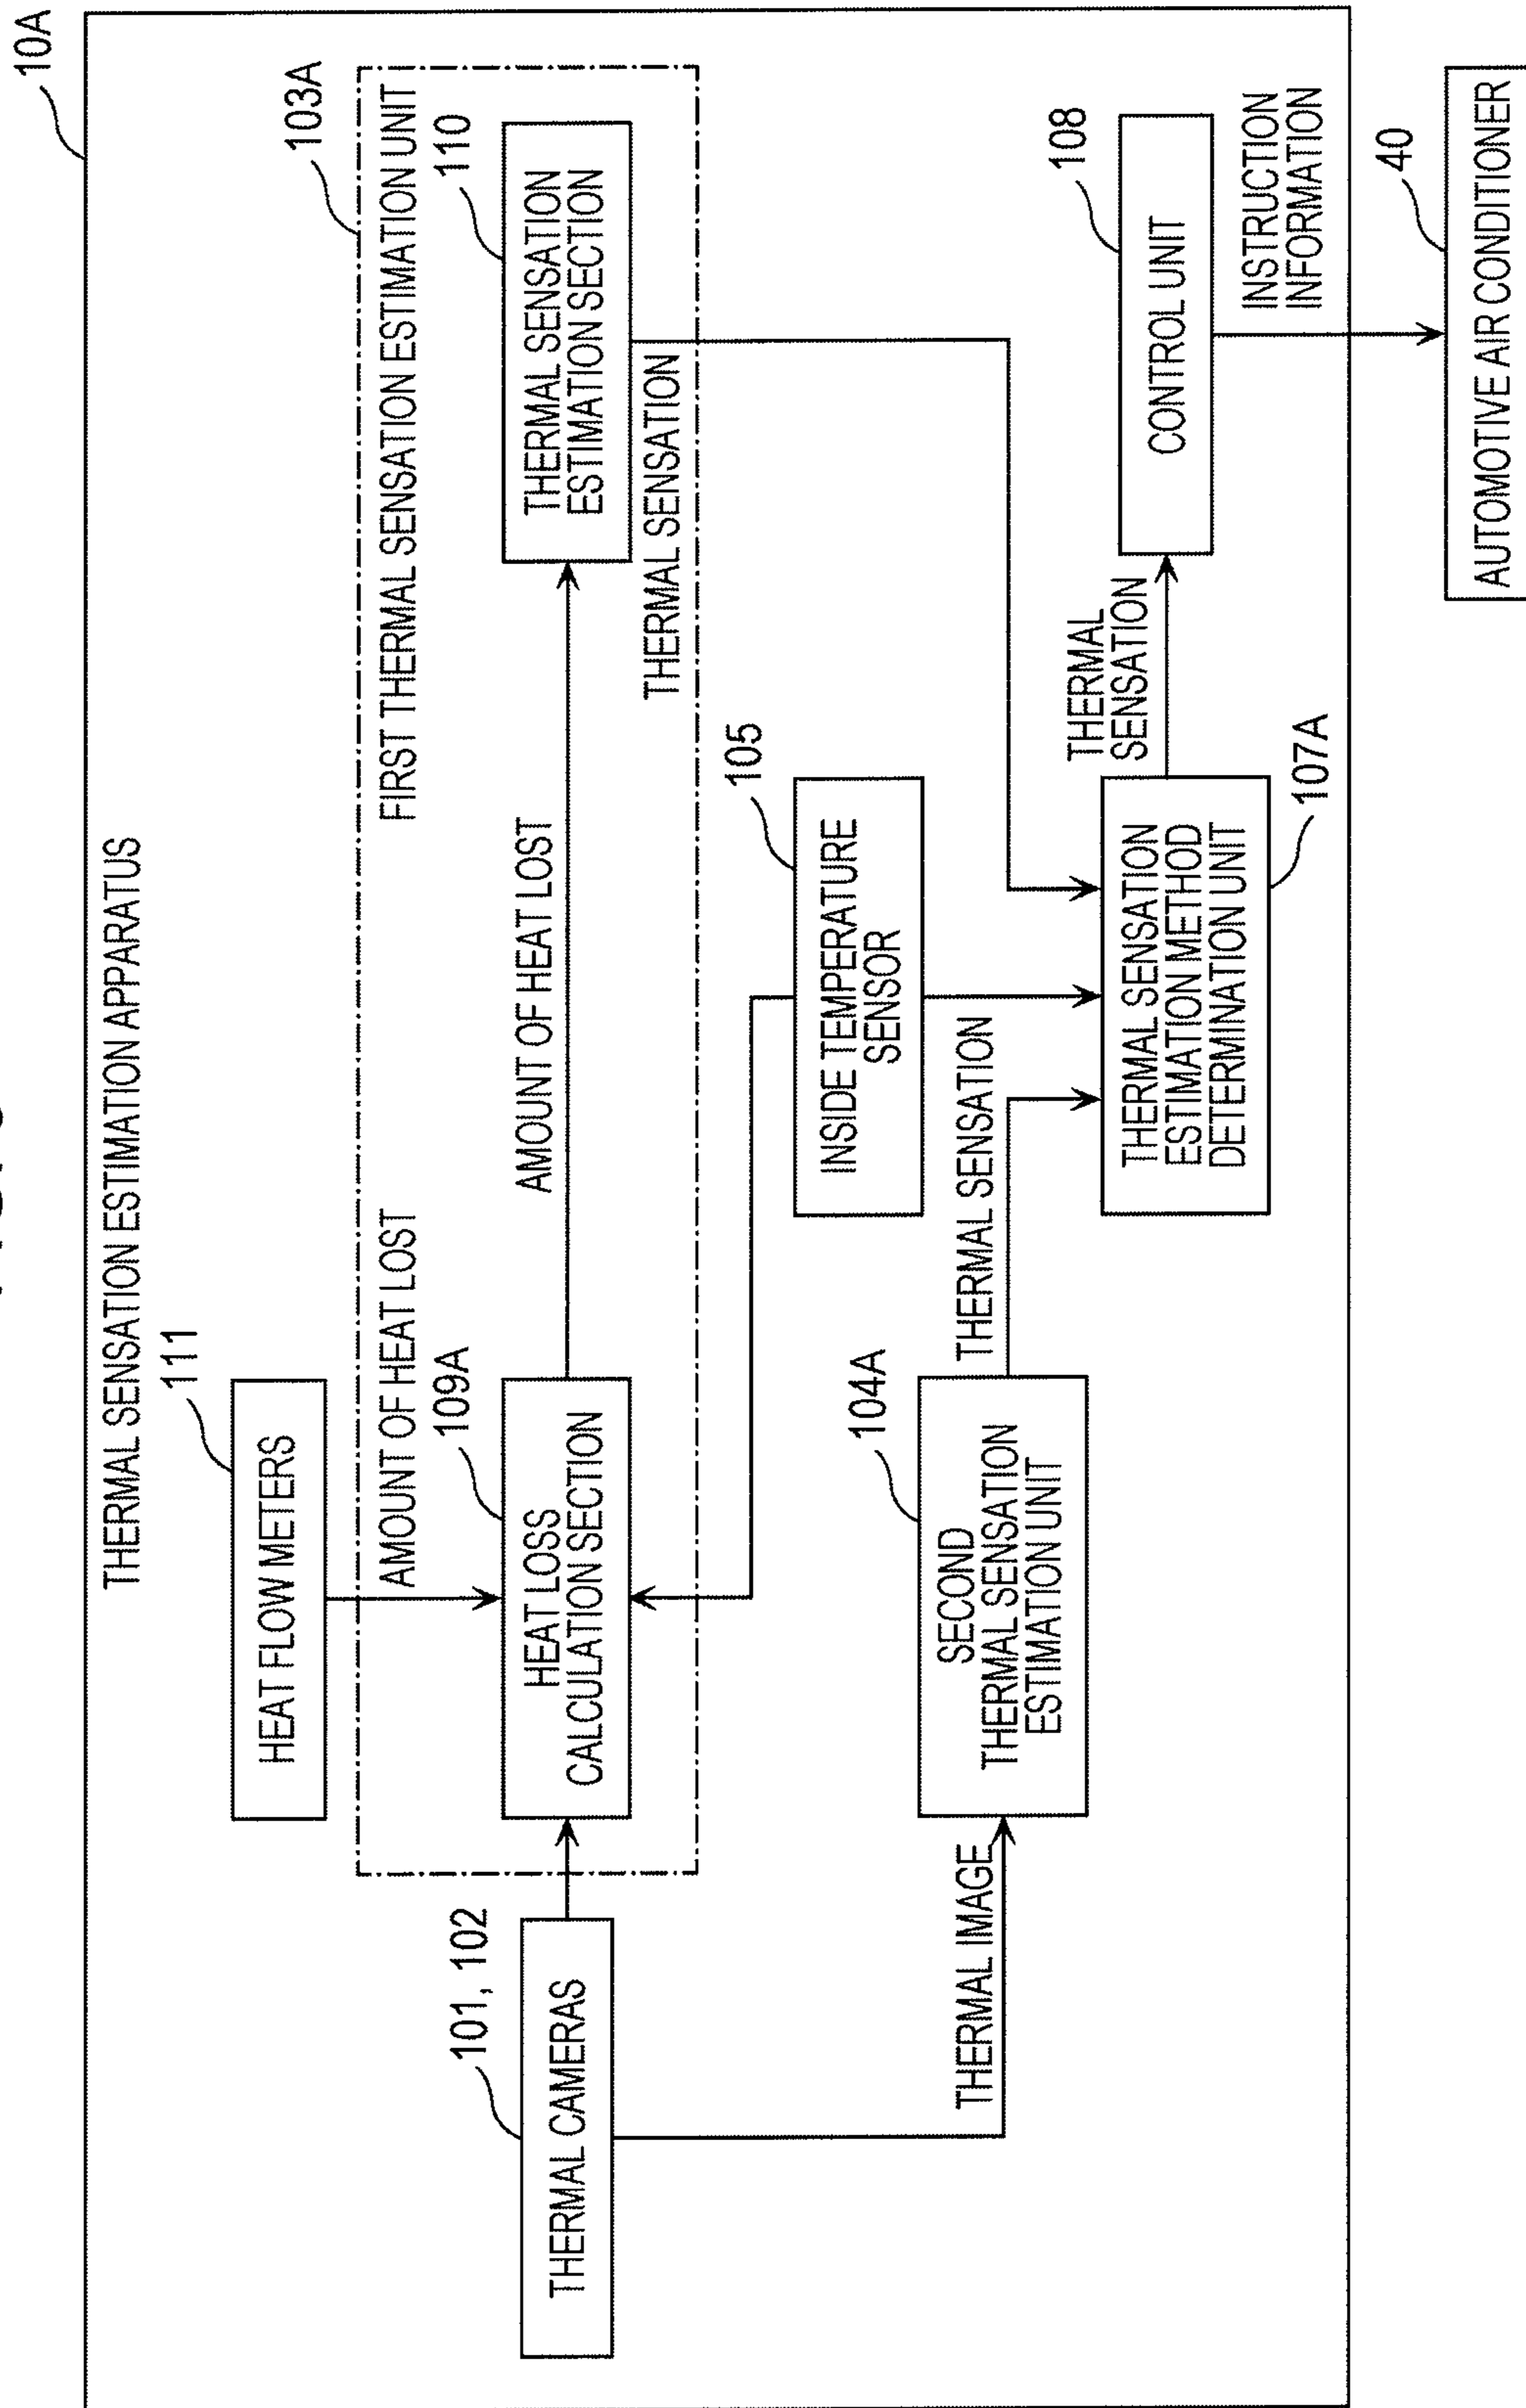 10A
THERMAL SENSATION ESTIMATION APPARATUS
111
HEAT FLOW METERS
103A
FIRST THERMAL SENSATION ESTIMATION UNIT
AMOUNT OF HEAT LOST
101, 102
THERMAL CAMERAS
109A
HEAT LOSS
CALCULATION SECTION
AMOUNT OF HEAT LOST
110
THERMAL SENSATION
ESTIMATION SECTION
THERMAL SENSATION
105
INSIDE TEMPERATURE
SENSOR
THERMAL IMAGE
104A
SECOND
THERMAL SENSATION
ESTIMATION UNIT
THERMAL SENSATION
THERMAL SENSATION
ESTIMATION METHOD
DETERMINATION UNIT
107A
THERMAL
SENSATION
108
CONTROL UNIT
INSTRUCTION
INFORMATION
40
AUTOMOTIVE AIR CONDITIONER